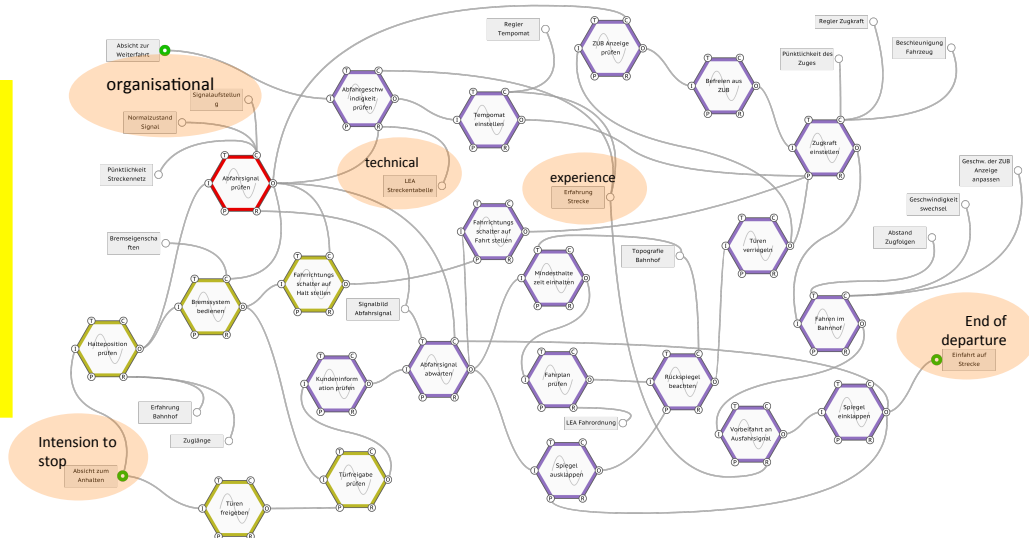 Absicht zur
Weiterfahrt
organisational
Signalaufstellun
g
Normalzustand
Signal
Pünktlichkeit
Streckennetz
Abfahrsignal
prüfen
Bremseigenscha
ften
Bremssystem
bedienen
Halteposition
prüfen
Erfahrung
Bahnhof
Zuglänge
Intension to
stop
Absicht zum
Anhalten
Türen
freigeben
Türfreigabe
prüfen
Fahrrichtungs
schalter auf
Halt stellen
Signalbild
Abfahrsignal
Kundeninform
ation prüfen
Abfahrsignal
abwarten
Abfahrgeschw
indigkeit
prüfen
technical
LEA
Streckentabelle
Regler
Tempomat
Tempomat
einstellen
Fahrrichtungs
schalter auf
Fahrt stellen
experience
Erfahrung
Strecke
Mindesthalte
zeit einhalten
Fahrplan
prüfen
LEA Fahrordnung
Spiegel
ausklappen
Topografie
Bahnhof
Rückspiegel
beachten
ZUB Anzeige
prüfen
Befreien aus
ZUB
Pünktlichkeit des
Zuges
Regler Zugkraft
Beschleunigung
Fahrzeug
Zugkraft
einstellen
Türen
verriegeln
Geschw. der ZUB
Anzeige
anpassen
Geschwindigkeit
swechsel
Abstand
Zugfolgen
Fahren im
Bahnhof
End of
departure
Einfahrt auf
Strecke
Spiegel
einklappen
Vorbeifahrt an
Ausfahrsignal